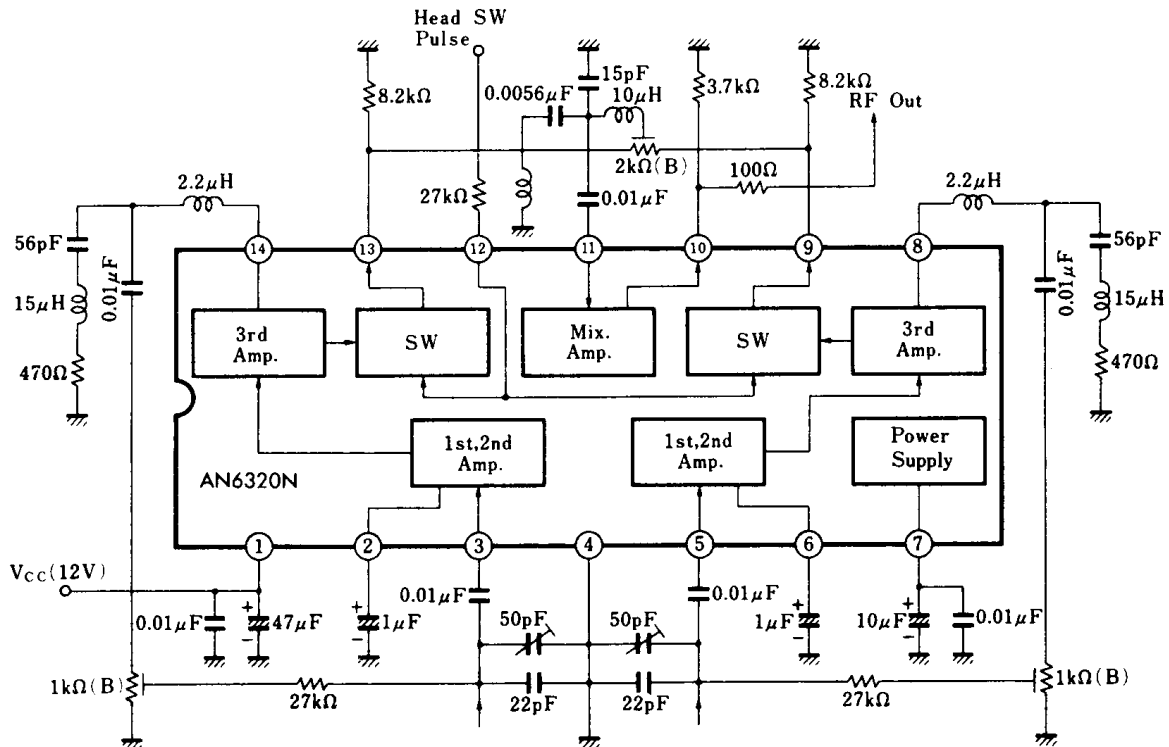 Head SW
Pulse
15pF
8.2kΩ
0.0056μF
10μH
3.7kΩ
8.2kΩ
RF Out
2kΩ(B)
100Ω
27kΩ
0.01μF
2.2μH
2.2μH
56pF
0.01μF
15μH
470Ω
56pF
0.01μF
15μH
470Ω
14
13
12
11
10
9
8
3rd
Amp.
SW
Mix.
Amp.
SW
3rd
Amp.
1st,2nd
Amp.
1st,2nd
Amp.
Power
Supply
AN6320N
1
2
3
4
5
6
7
VCC(12V)
0.01μF
+
47μF
-
+
1μF
-
0.01μF
50pF
50pF
0.01μF
+
1μF
-
+
10μF
-
0.01μF
1kΩ(B)
27kΩ
22pF
22pF
27kΩ
1kΩ(B)